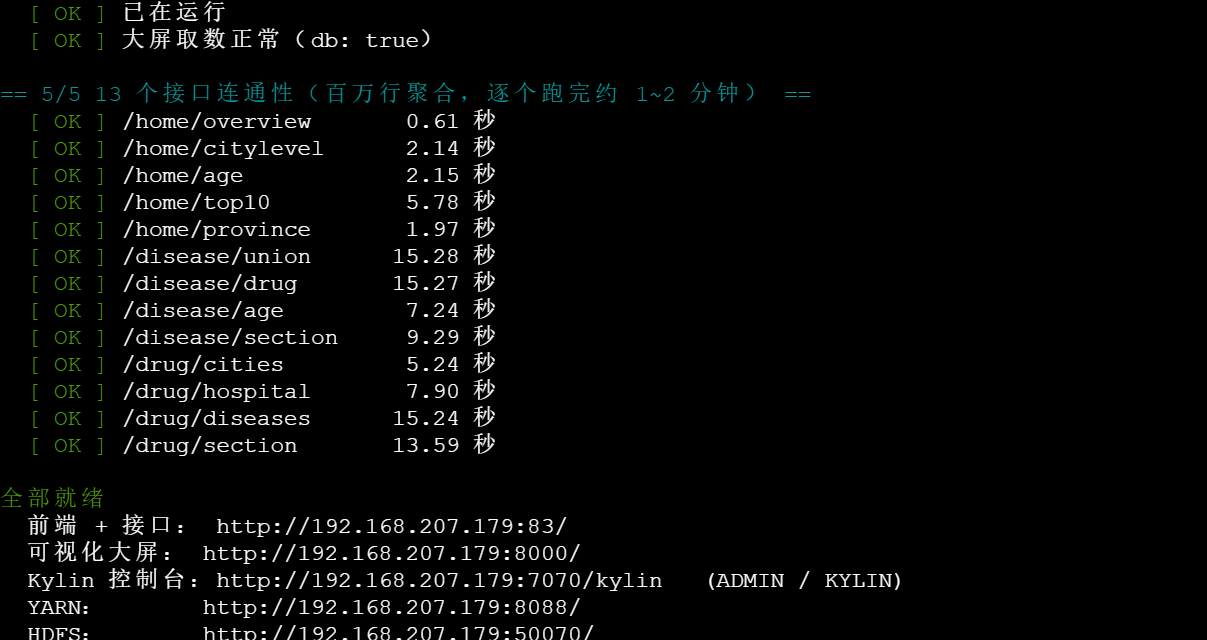 [ OK ] 已在运行
[ OK ] 大屏取数正常（db: true）
== 5/5 13 个接口连通性（百万行聚合，逐个跑完约 1~2 分钟） ==
[ OK ] /home/overview 0.61 秒
[ OK ] /home/citylevel 2.14 秒
[ OK ] /home/age 2.15 秒
[ OK ] /home/top10 5.78 秒
[ OK ] /home/province 1.97 秒
[ OK ] /disease/union 15.28 秒
[ OK ] /disease/drug 15.27 秒
[ OK ] /disease/age 7.24 秒
[ OK ] /disease/section 9.29 秒
[ OK ] /drug/cities 5.24 秒
[ OK ] /drug/hospital 7.90 秒
[ OK ] /drug/diseases 15.24 秒
[ OK ] /drug/section 13.59 秒
全部就绪
前端 + 接口： http://192.168.207.179:83/
可视化大屏： http://192.168.207.179:8000/
Kylin 控制台：http://192.168.207.179:7070/kylin (ADMIN / KYLIN)
YARN: http://192.168.207.179:8088/
HDFS: http://192.168.207.179:50070/